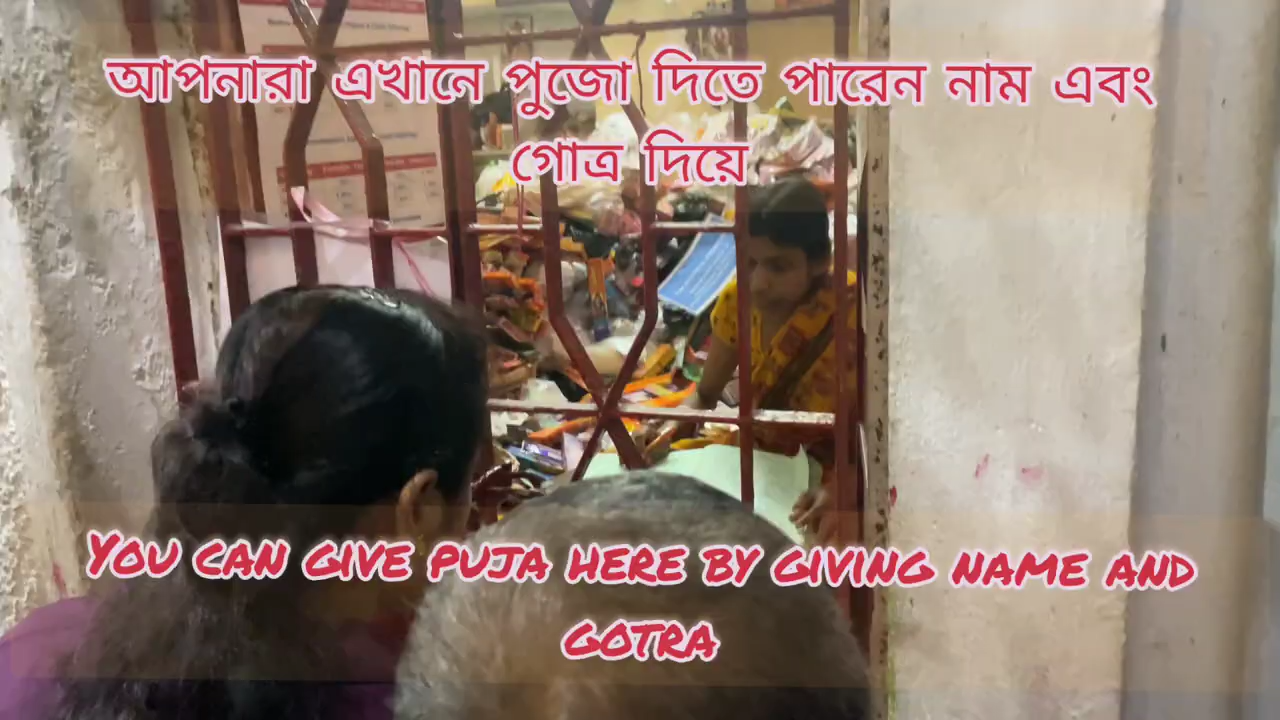 আপনারা এখানে পুজো দিতে পারেন নাম এবং
গোত্র দিয়ে
You can give puja here by giving name and
gotra